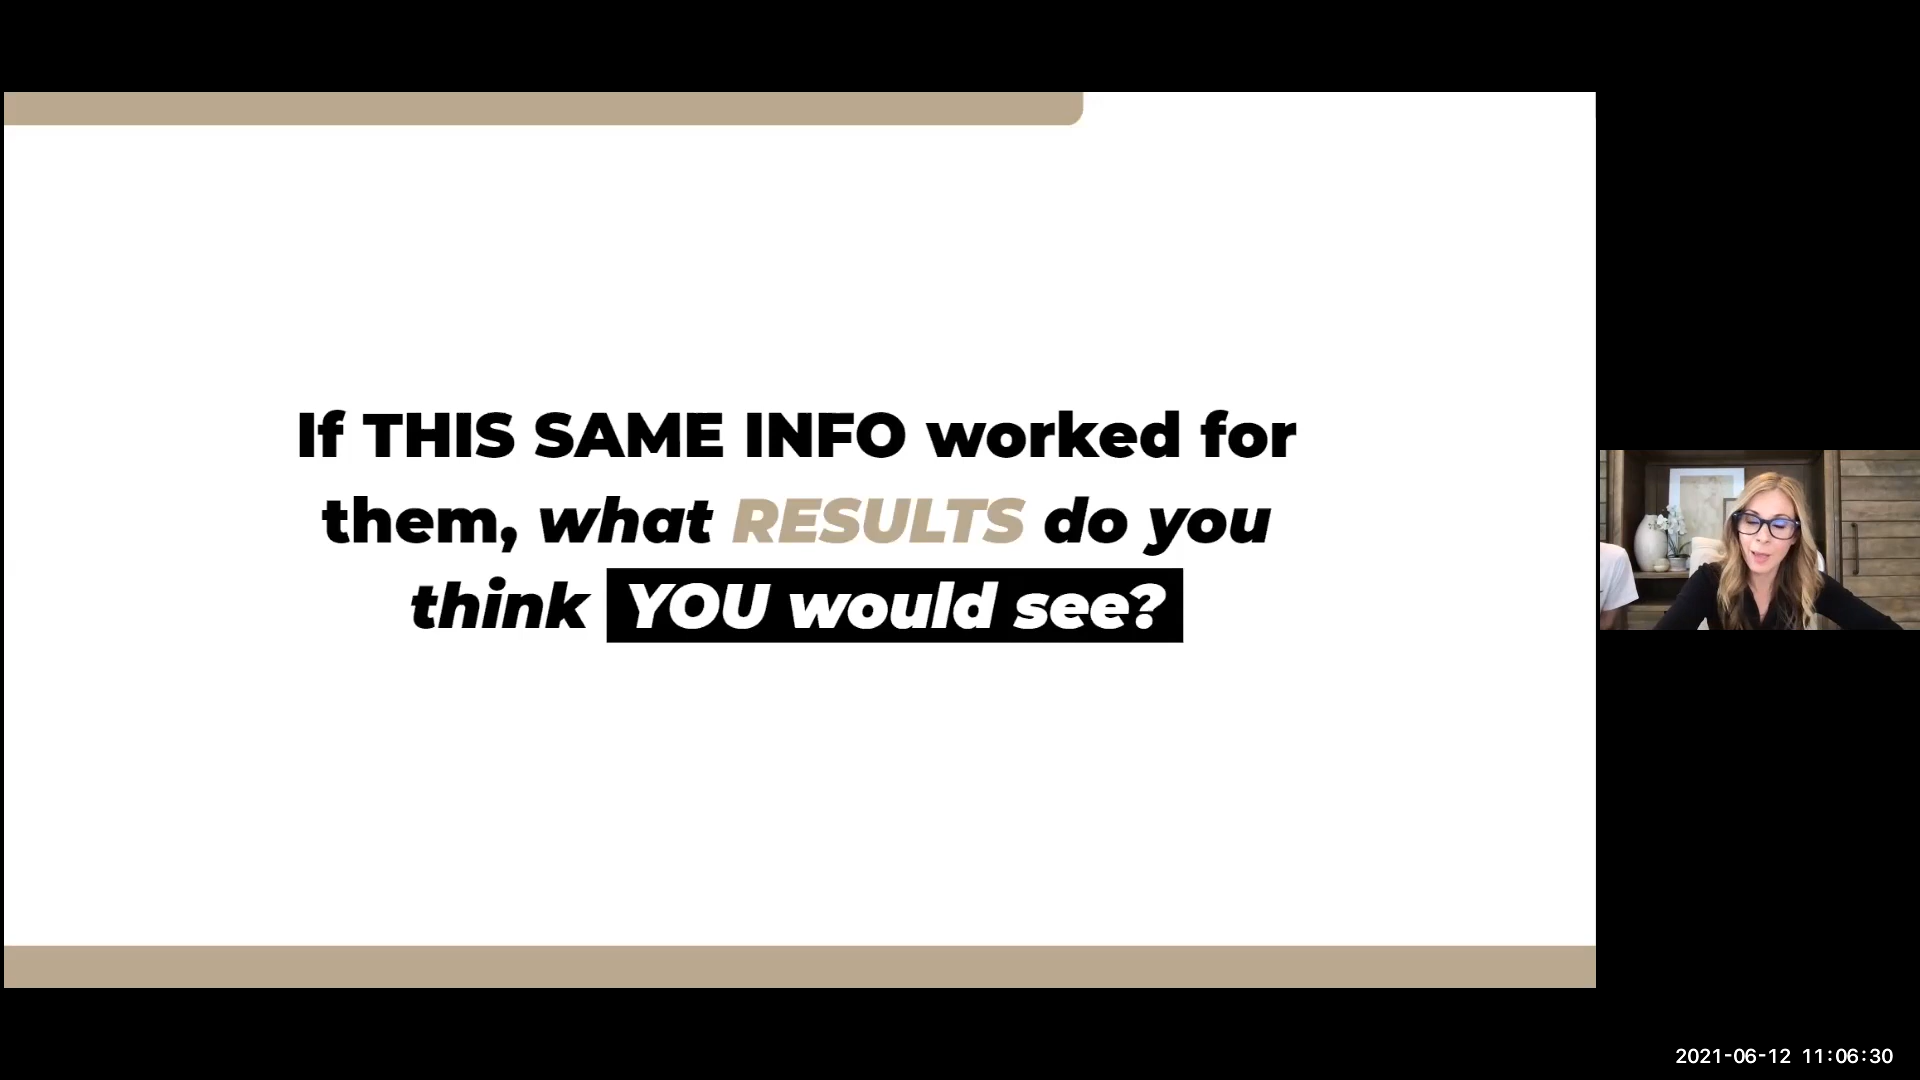 If THIS SAME INFO worked for
them, what RESULTS do you
think YOU would see?
2021-06-12 11:06:30